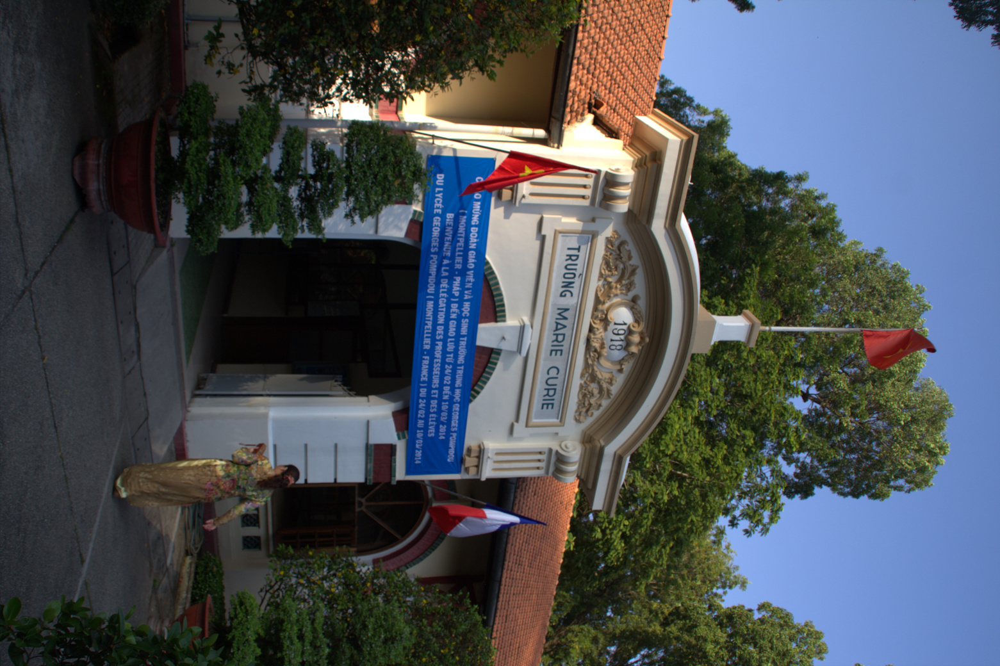 1918
TRUỜNG MARIE CURIE
O MỪNG ĐOÀN GIÁO VIÊN VÀ HỌC SINH TRƯỜNG TRUNG HỌC GEORGES POMPIDOU
( MONTPELLIER - PHÁP ) ĐẾN GIAO LƯU TỪ 24/02 ĐẾN 10/03/ 2014
BIENVENUE À LA DÉLÉGATION DES PROFESSEURS ET DES ÉLÈVES
DU LYCÉE GEORGES POMPIDOU ( MONTPELLIER - FRANCE ) DU 24/02 AU 10/03/2014